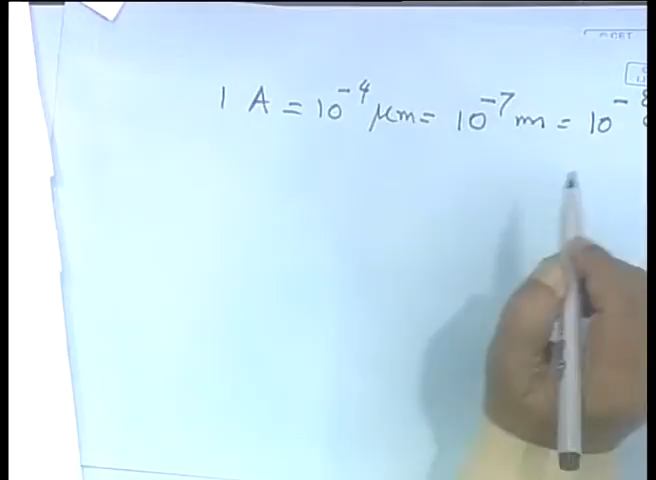 1 A = 10⁻⁴ μm = 10⁻⁷ m = 10⁻⁸